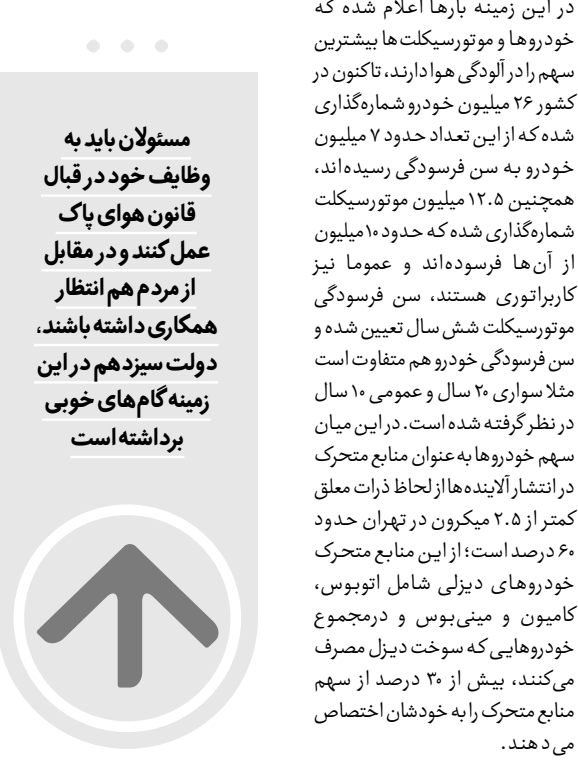 در این زمینه بارها اعلام شده که
خودروها و موتورسیکلت‌ها بیشترین
سهم را در آلودگی هوا دارند، تاکنون در
کشور ۲۶ میلیون خودرو شماره‌گذاری
شده که از این تعداد حدود ۷ میلیون
خودرو به سن فرسودگی رسیده‌اند،
همچنین ۱۲.۵ میلیون موتورسیکلت
شماره‌گذاری شده که حدود ۱۰ میلیون
از آن‌ها فرسوده‌اند و عموما نیز
کاربراتوری هستند، سن فرسودگی
موتورسیکلت شش سال تعیین شده و
سن فرسودگی خودرو هم متفاوت است
مثلا سواری ۲۰ سال و عمومی ۱۰ سال
در نظر گرفته شده است. در این میان
سهم خودروها به‌عنوان منابع متحرک
در انتشار آلاینده‌ها از لحاظ ذرات معلق
کمتر از ۲.۵ میکرون در تهران حدود
۶۰ درصد است؛ از این منابع متحرک
خودروهای دیزلی شامل اتوبوس،
کامیون و مینی‌بوس و درمجموع
خودروهایی که سوخت دیزل مصرف
می‌کنند، بیش از ۳۰ درصد از سهم
منابع متحرک را به خودشان اختصاص
می‌دهند.
مسئولان باید به
وظایف خود در قبال
قانون هوای پاک
عمل کنند و در مقابل
از مردم هم انتظار
همکاری داشته باشند،
دولت سیزدهم در این
زمینه گام‌های خوبی
برداشته است